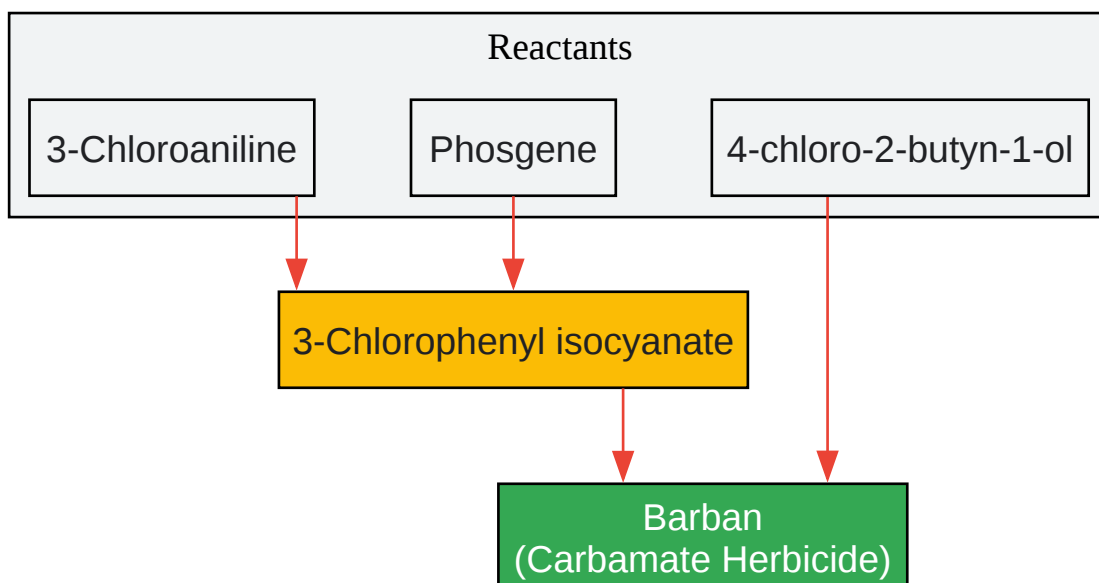 Reactants
3-Chloroaniline
Phosgene
4-chloro-2-butyn-1-ol
3-Chlorophenyl isocyanate
Barban
(Carbamate Herbicide)